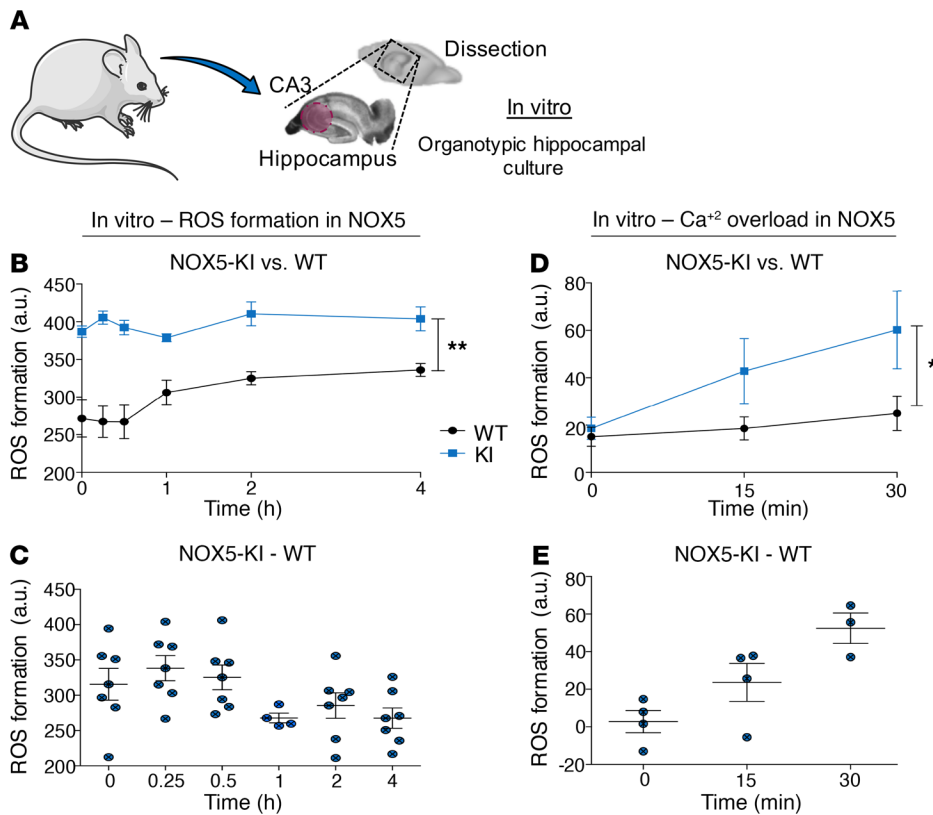 A
Dissection
CA3
In vitro
Hippocampus
Organotypic hippocampal
culture
In vitro – ROS formation in NOX5
In vitro – Ca⁺² overload in NOX5
B
NOX5-KI vs. WT
ROS formation (a.u.)
450
400
350
300
250
200
**
0
1
2
4
Time (h)
WT
KI
D
NOX5-KI vs. WT
ROS formation (a.u.)
80
60
40
20
0
*
0
15
30
Time (min)
C
NOX5-KI - WT
ROS formation (a.u.)
450
400
350
300
250
200
0
0.25
0.5
1
2
4
Time (h)
E
NOX5-KI - WT
ROS formation (a.u.)
80
60
40
20
0
-20
0
15
30
Time (min)